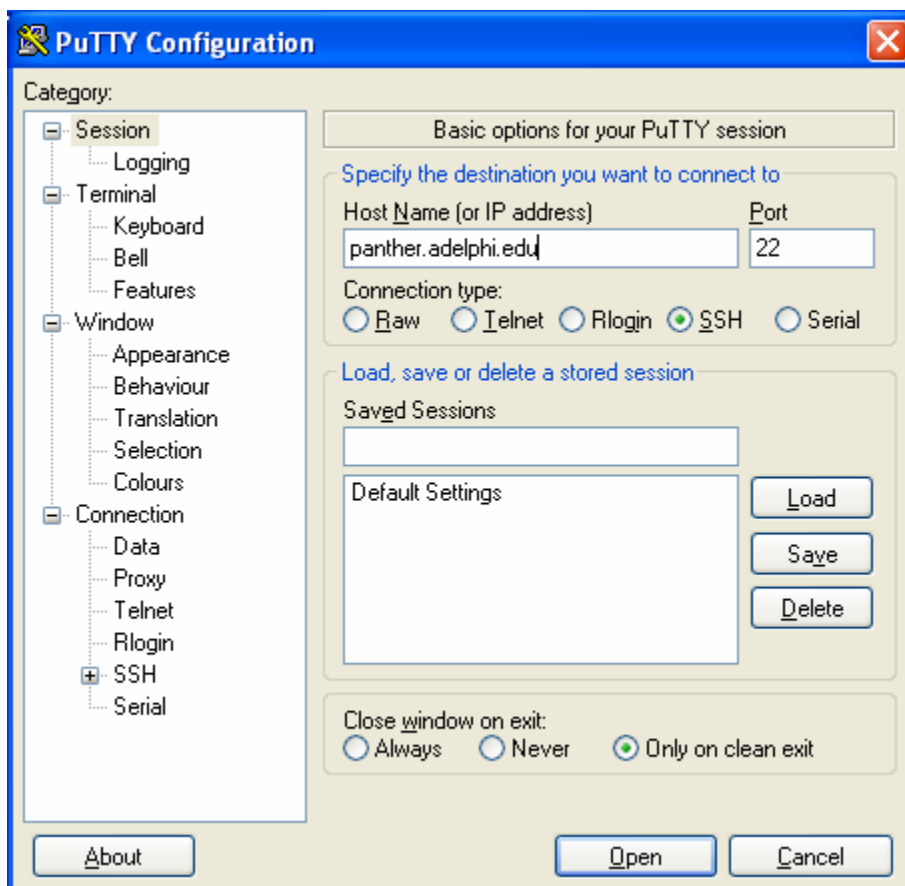 PuTTY Configuration
Category:
Session
Logging
Terminal
Keyboard
Bell
Features
Window
Appearance
Behaviour
Translation
Selection
Colours
Connection
Data
Proxy
Telnet
Rlogin
SSH
Serial
Basic options for your PuTTY session
Specify the destination you want to connect to
Host Name (or IP address) Port
panther.adelphi.edu 22
Connection type:
Raw Telnet Rlogin SSH Serial
Load, save or delete a stored session
Saved Sessions
Default Settings
Load
Save
Delete
Close window on exit:
Always Never Only on clean exit
About Open Cancel